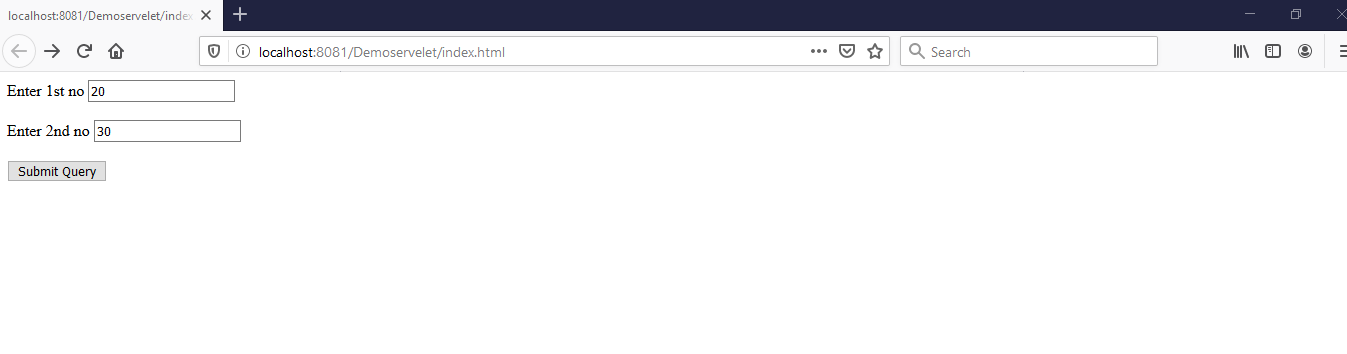 localhost:8081/Demoservelet/index
localhost:8081/Demoservelet/index.html
Search
Enter 1st no 20
Enter 2nd no 30
Submit Query